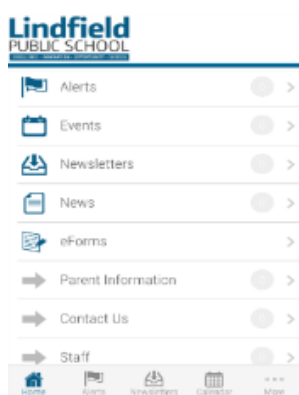 Lindfield
PUBLIC SCHOOL
Alerts
Events
Newsletters
News
eForms
Parent Information
Contact Us
Staff
Home
Alerts
Newsletters
Calendar
More